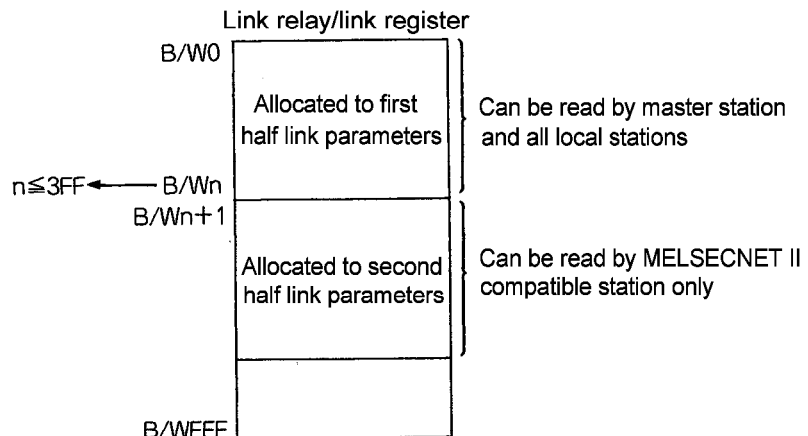 Link relay/link register
B/W0
Allocated to first
half link parameters
Can be read by master station
and all local stations
n≦3FF
B/Wn
B/Wn+1
Allocated to second
half link parameters
Can be read by MELSECNET II
compatible station only
B/WFFF